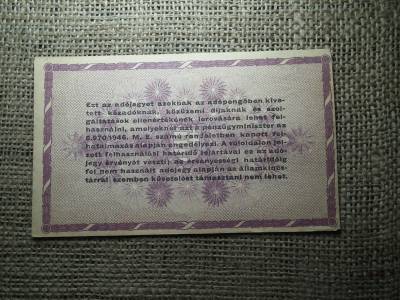 Ezt az adójegyet azoknak az adópengőben kive-
tett közadóknak, közüzemi díjaknak és szol-
gáltatások ellenértékének lerovására lehet fel-
használni, amelyeknél azt a pénzügyminiszter az
5.970/1946. M. E. számú rendeletben kapott fel-
hatalmazás alapján engedélyezi. A túloldalon jel-
zett felhasználási határidő lejártával ez az adó-
jegy érvényét veszti; az érvényességi határidőig
fel nem használt adójegy alapján az államkincs-
tárral szemben követelést támasztani nem lehet.